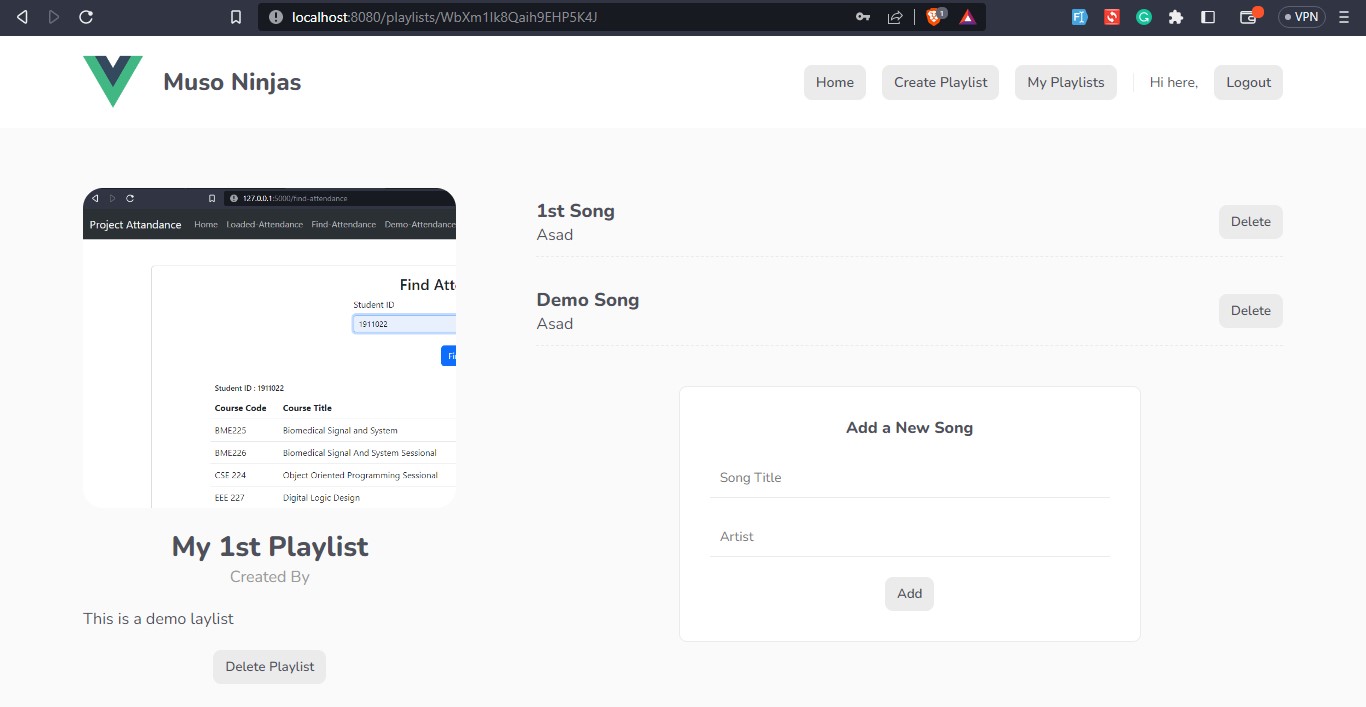 localhost:8080/playlists/WbXm1Ik8Qaih9EHP5K4J
1
VPN
Muso Ninjas
Home
Create Playlist
My Playlists
Hi here,
Logout
127.0.0.1:5000/find-attendance
Project Attandance
Home
Loaded-Attendance
Find-Attendance
Demo-Attendance
Find Att
Student ID
1911022
Fi
Student ID : 1911022
Course Code Course Title
BME225 Biomedical Signal and System
BME226 Biomedical Signal And System Sessional
CSE 224 Object Oriented Programming Sessional
EEE 227 Digital Logic Design
My 1st Playlist
Created By
This is a demo laylist
Delete Playlist
1st Song
Asad
Delete
Demo Song
Asad
Delete
Add a New Song
Song Title
Artist
Add